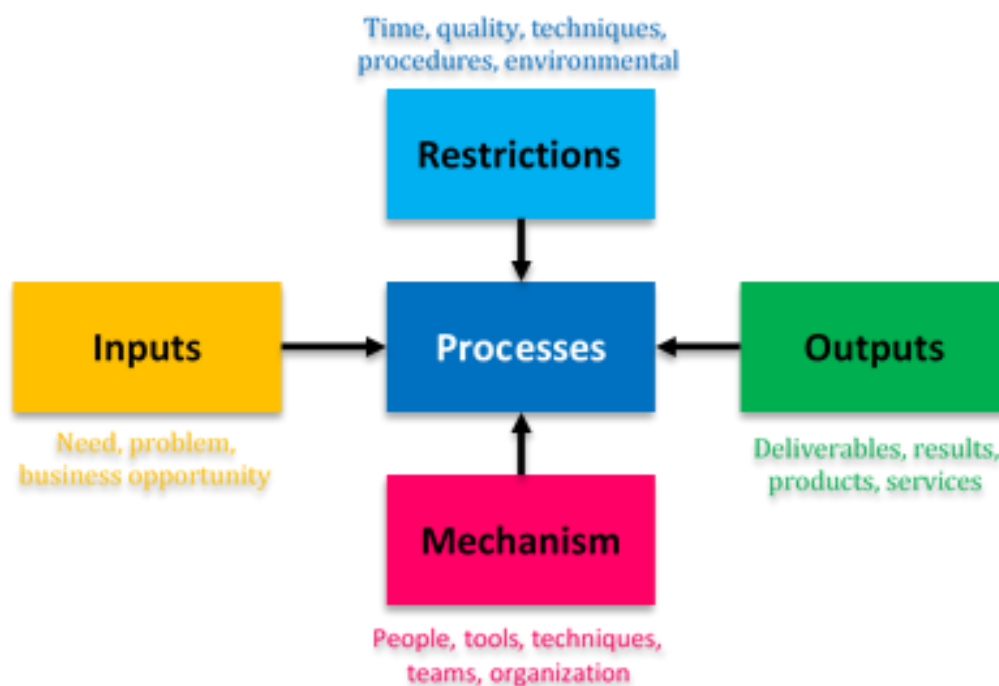 Time, quality, techniques,
procedures, environmental
Restrictions
Inputs
Processes
Outputs
Need, problem,
business opportunity
Deliverables, results,
products, services
Mechanism
People, tools, techniques,
teams, organization